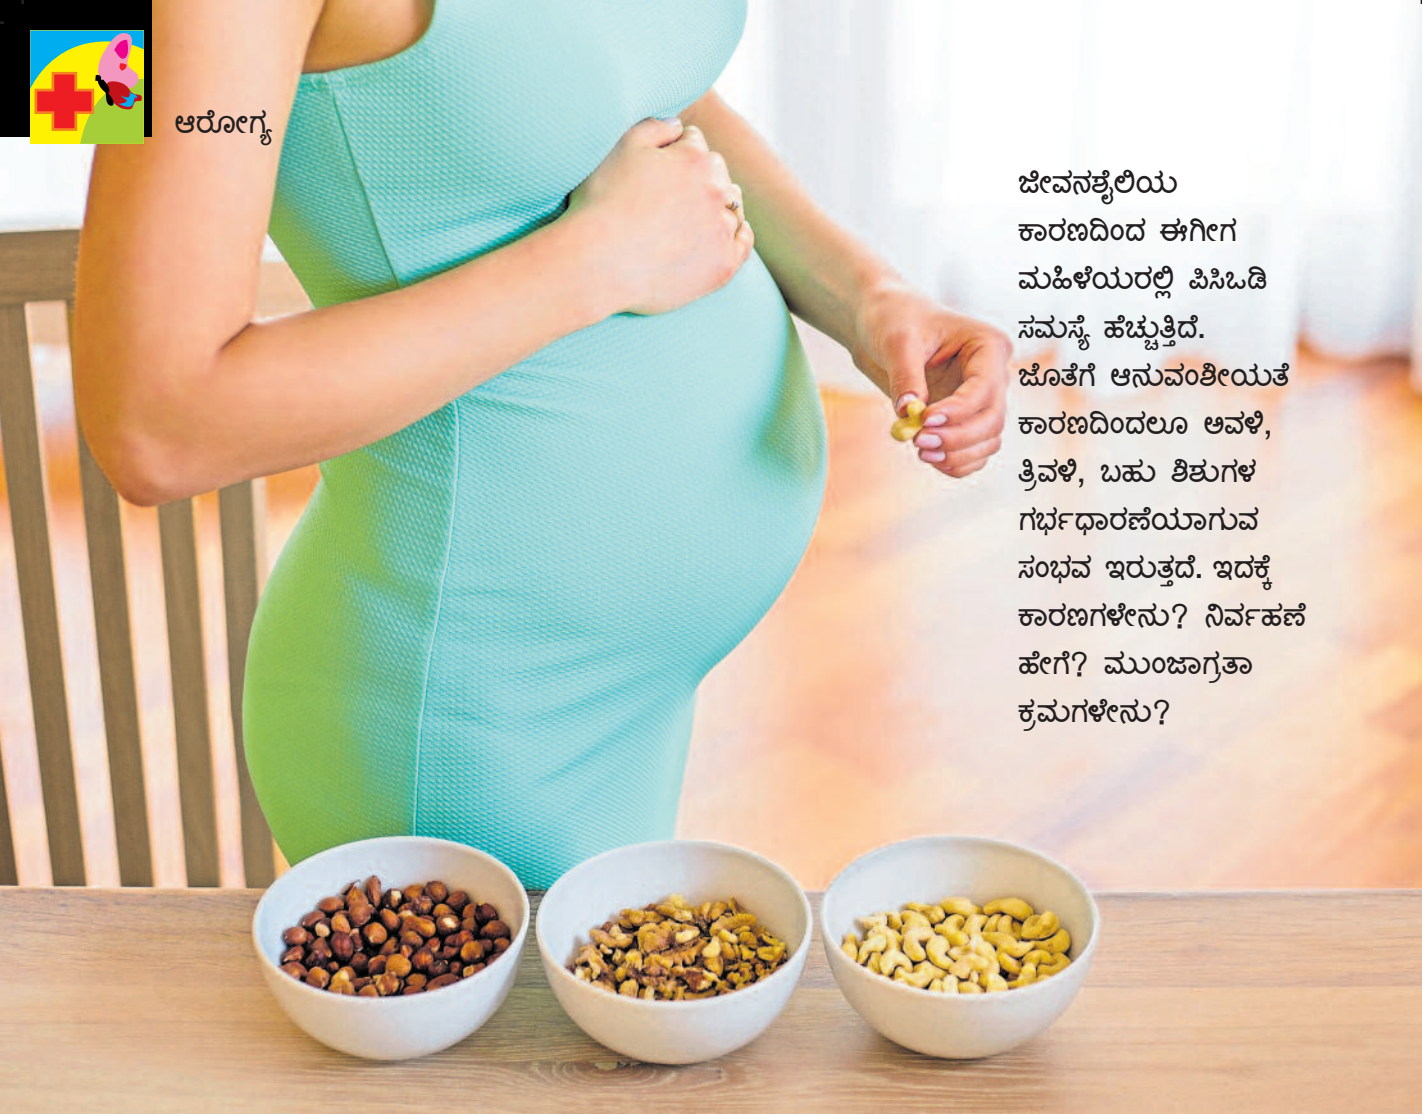 ಆರೋಗ್ಯ
ಜೀವನಶೈಲಿಯ
ಕಾರಣದಿಂದ ಈಗೀಗ
ಮಹಿಳೆಯರಲ್ಲಿ ಪಿಸಿಒಡಿ
ಸಮಸ್ಯೆ ಹೆಚ್ಚುತ್ತಿದೆ.
ಜೊತೆಗೆ ಆನುವಂಶೀಯತೆ
ಕಾರಣದಿಂದಲೂ ಅವಳಿ,
ತ್ರಿವಳಿ, ಬಹು ಶಿಶುಗಳ
ಗರ್ಭಧಾರಣೆಯಾಗುವ
ಸಂಭವ ಇರುತ್ತದೆ. ಇದಕ್ಕೆ
ಕಾರಣಗಳೇನು? ನಿರ್ವಹಣೆ
ಹೇಗೆ? ಮುಂಜಾಗ್ರತಾ
ಕ್ರಮಗಳೇನು?